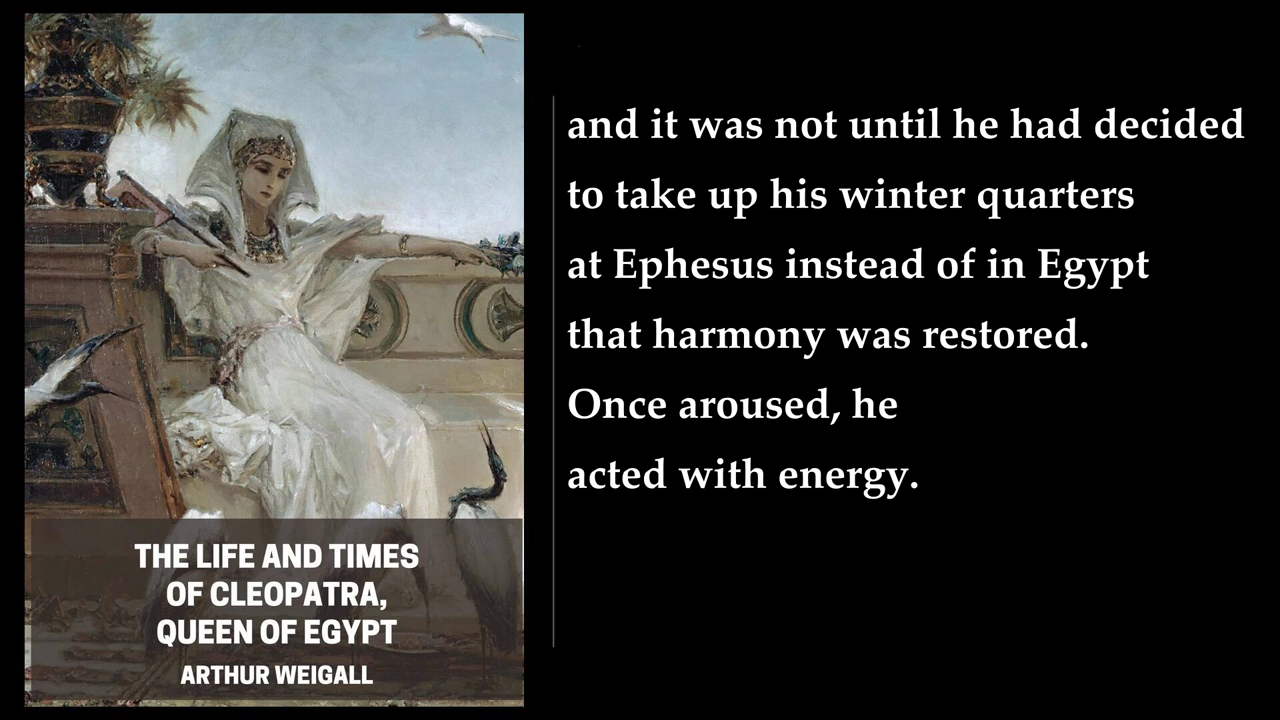 and it was not until he had decided
to take up his winter quarters
at Ephesus instead of in Egypt
that harmony was restored.
Once aroused, he
acted with energy.
THE LIFE AND TIMES
OF CLEOPATRA,
QUEEN OF EGYPT
ARTHUR WEIGALL